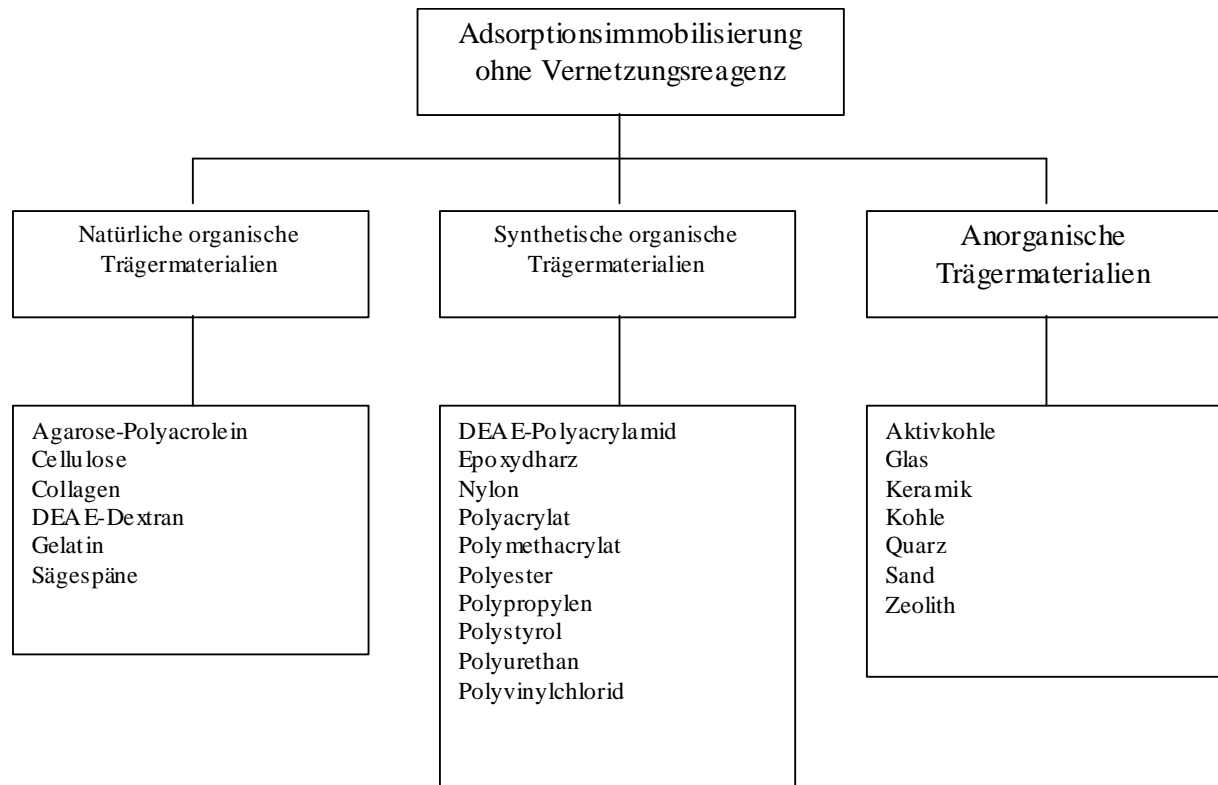 Adsorptionsimmobilisierung
ohne Vernetzungsreagenz
Natürliche organische
Trägermaterialien
Synthetische organische
Trägermaterialien
Anorganische
Trägermaterialien
Agarose-Polyacrolein
Cellulose
Collagen
DEAE-Dextran
Gelatin
Sägespäne
DEAE-Polyacrylamid
Epoxydharz
Nylon
Polyacrylat
Polymethacrylat
Polyester
Polypropylen
Polystyrol
Polyurethan
Polyvinylchlorid
Aktivkohle
Glas
Keramik
Kohle
Quarz
Sand
Zeolith